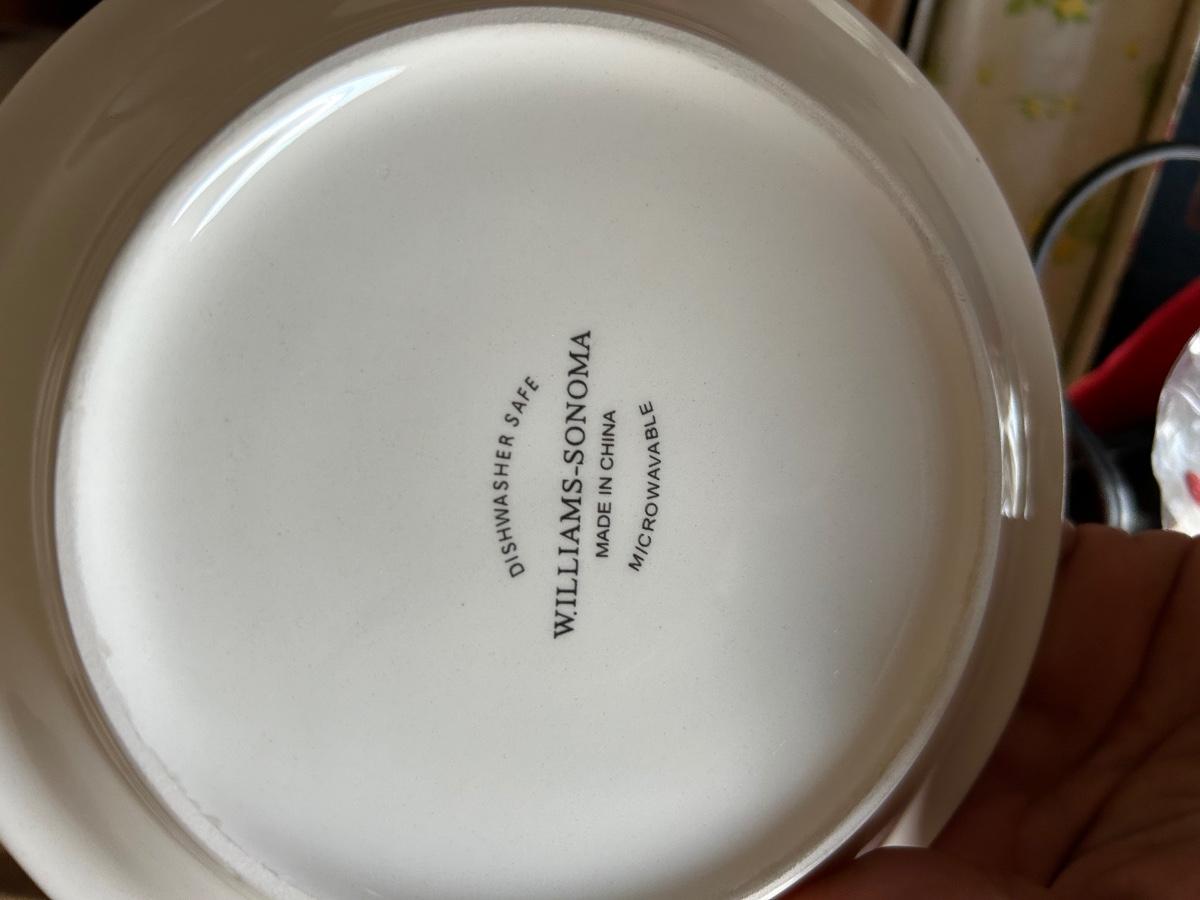 DISHWASHER SAFE
WILLIAMS-SONOMA
MADE IN CHINA
MICROWAVABLE